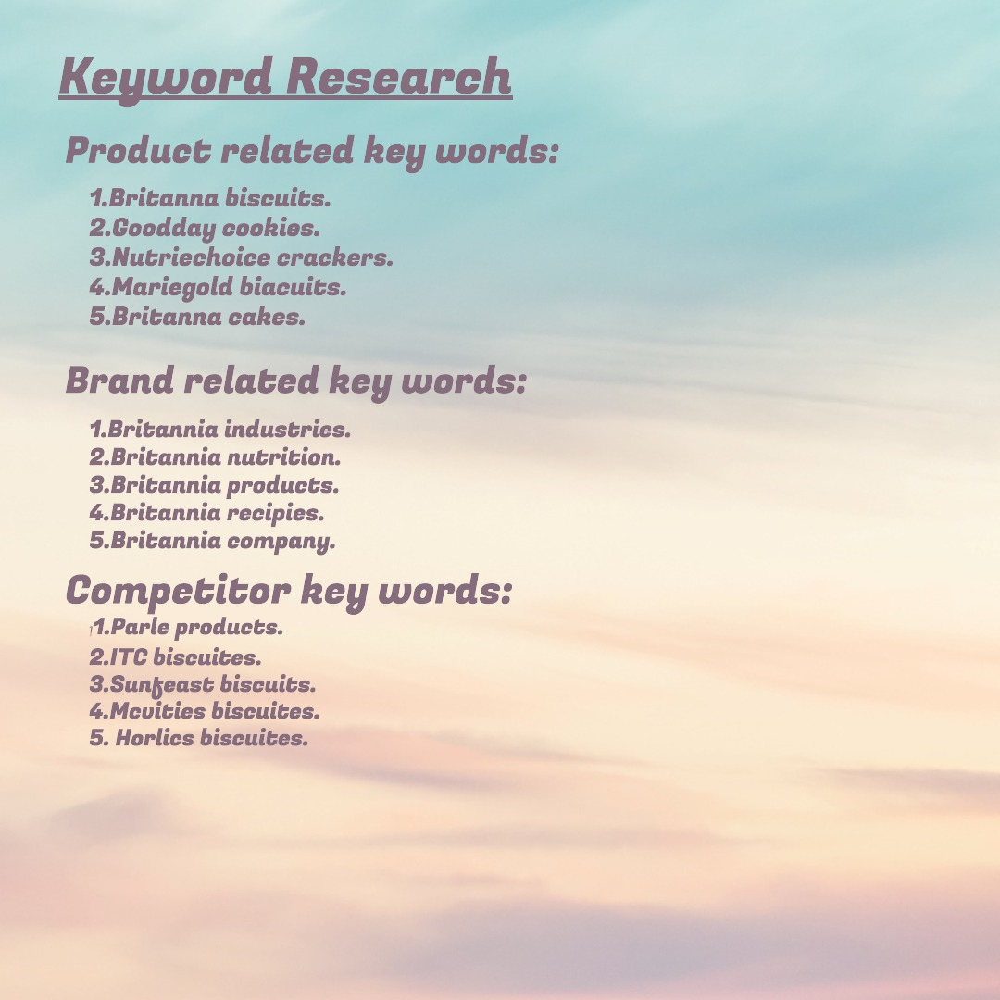 Keyword Research
Product related key words:
1.Britanna biscuits.
2.Goodday cookies.
3.Nutriechoice crackers.
4.Mariegold biacuits.
5.Britanna cakes.
Brand related key words:
1.Britannia industries.
2.Britannia nutrition.
3.Britannia products.
4.Britannia recipies.
5.Britannia company.
Competitor key words:
1.Parle products.
2.ITC biscuites.
3.Sunfeast biscuits.
4.Mcvities biscuites.
5. Horlics biscuites.